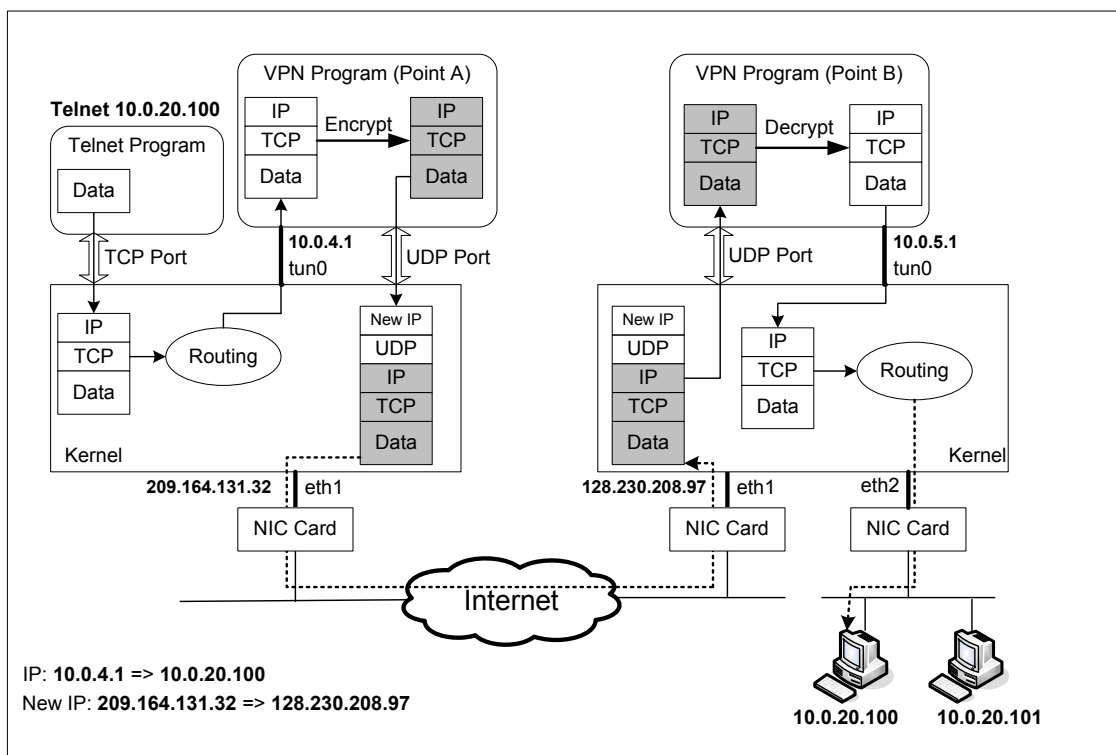 VPN Program (Point A)
IP
TCP
Data
Encrypt
IP
TCP
Data
Telnet 10.0.20.100
Telnet Program
Data
TCP Port
10.0.4.1
tun0
UDP Port
IP
TCP
Data
Routing
New IP
UDP
IP
TCP
Data
Kernel
209.164.131.32
eth1
NIC Card
VPN Program (Point B)
IP
TCP
Data
Decrypt
IP
TCP
Data
UDP Port
10.0.5.1
tun0
New IP
UDP
IP
TCP
Data
IP
TCP
Data
Routing
Kernel
128.230.208.97
eth1
eth2
NIC Card
NIC Card
Internet
IP: 10.0.4.1 => 10.0.20.100
New IP: 209.164.131.32 => 128.230.208.97
10.0.20.100
10.0.20.101